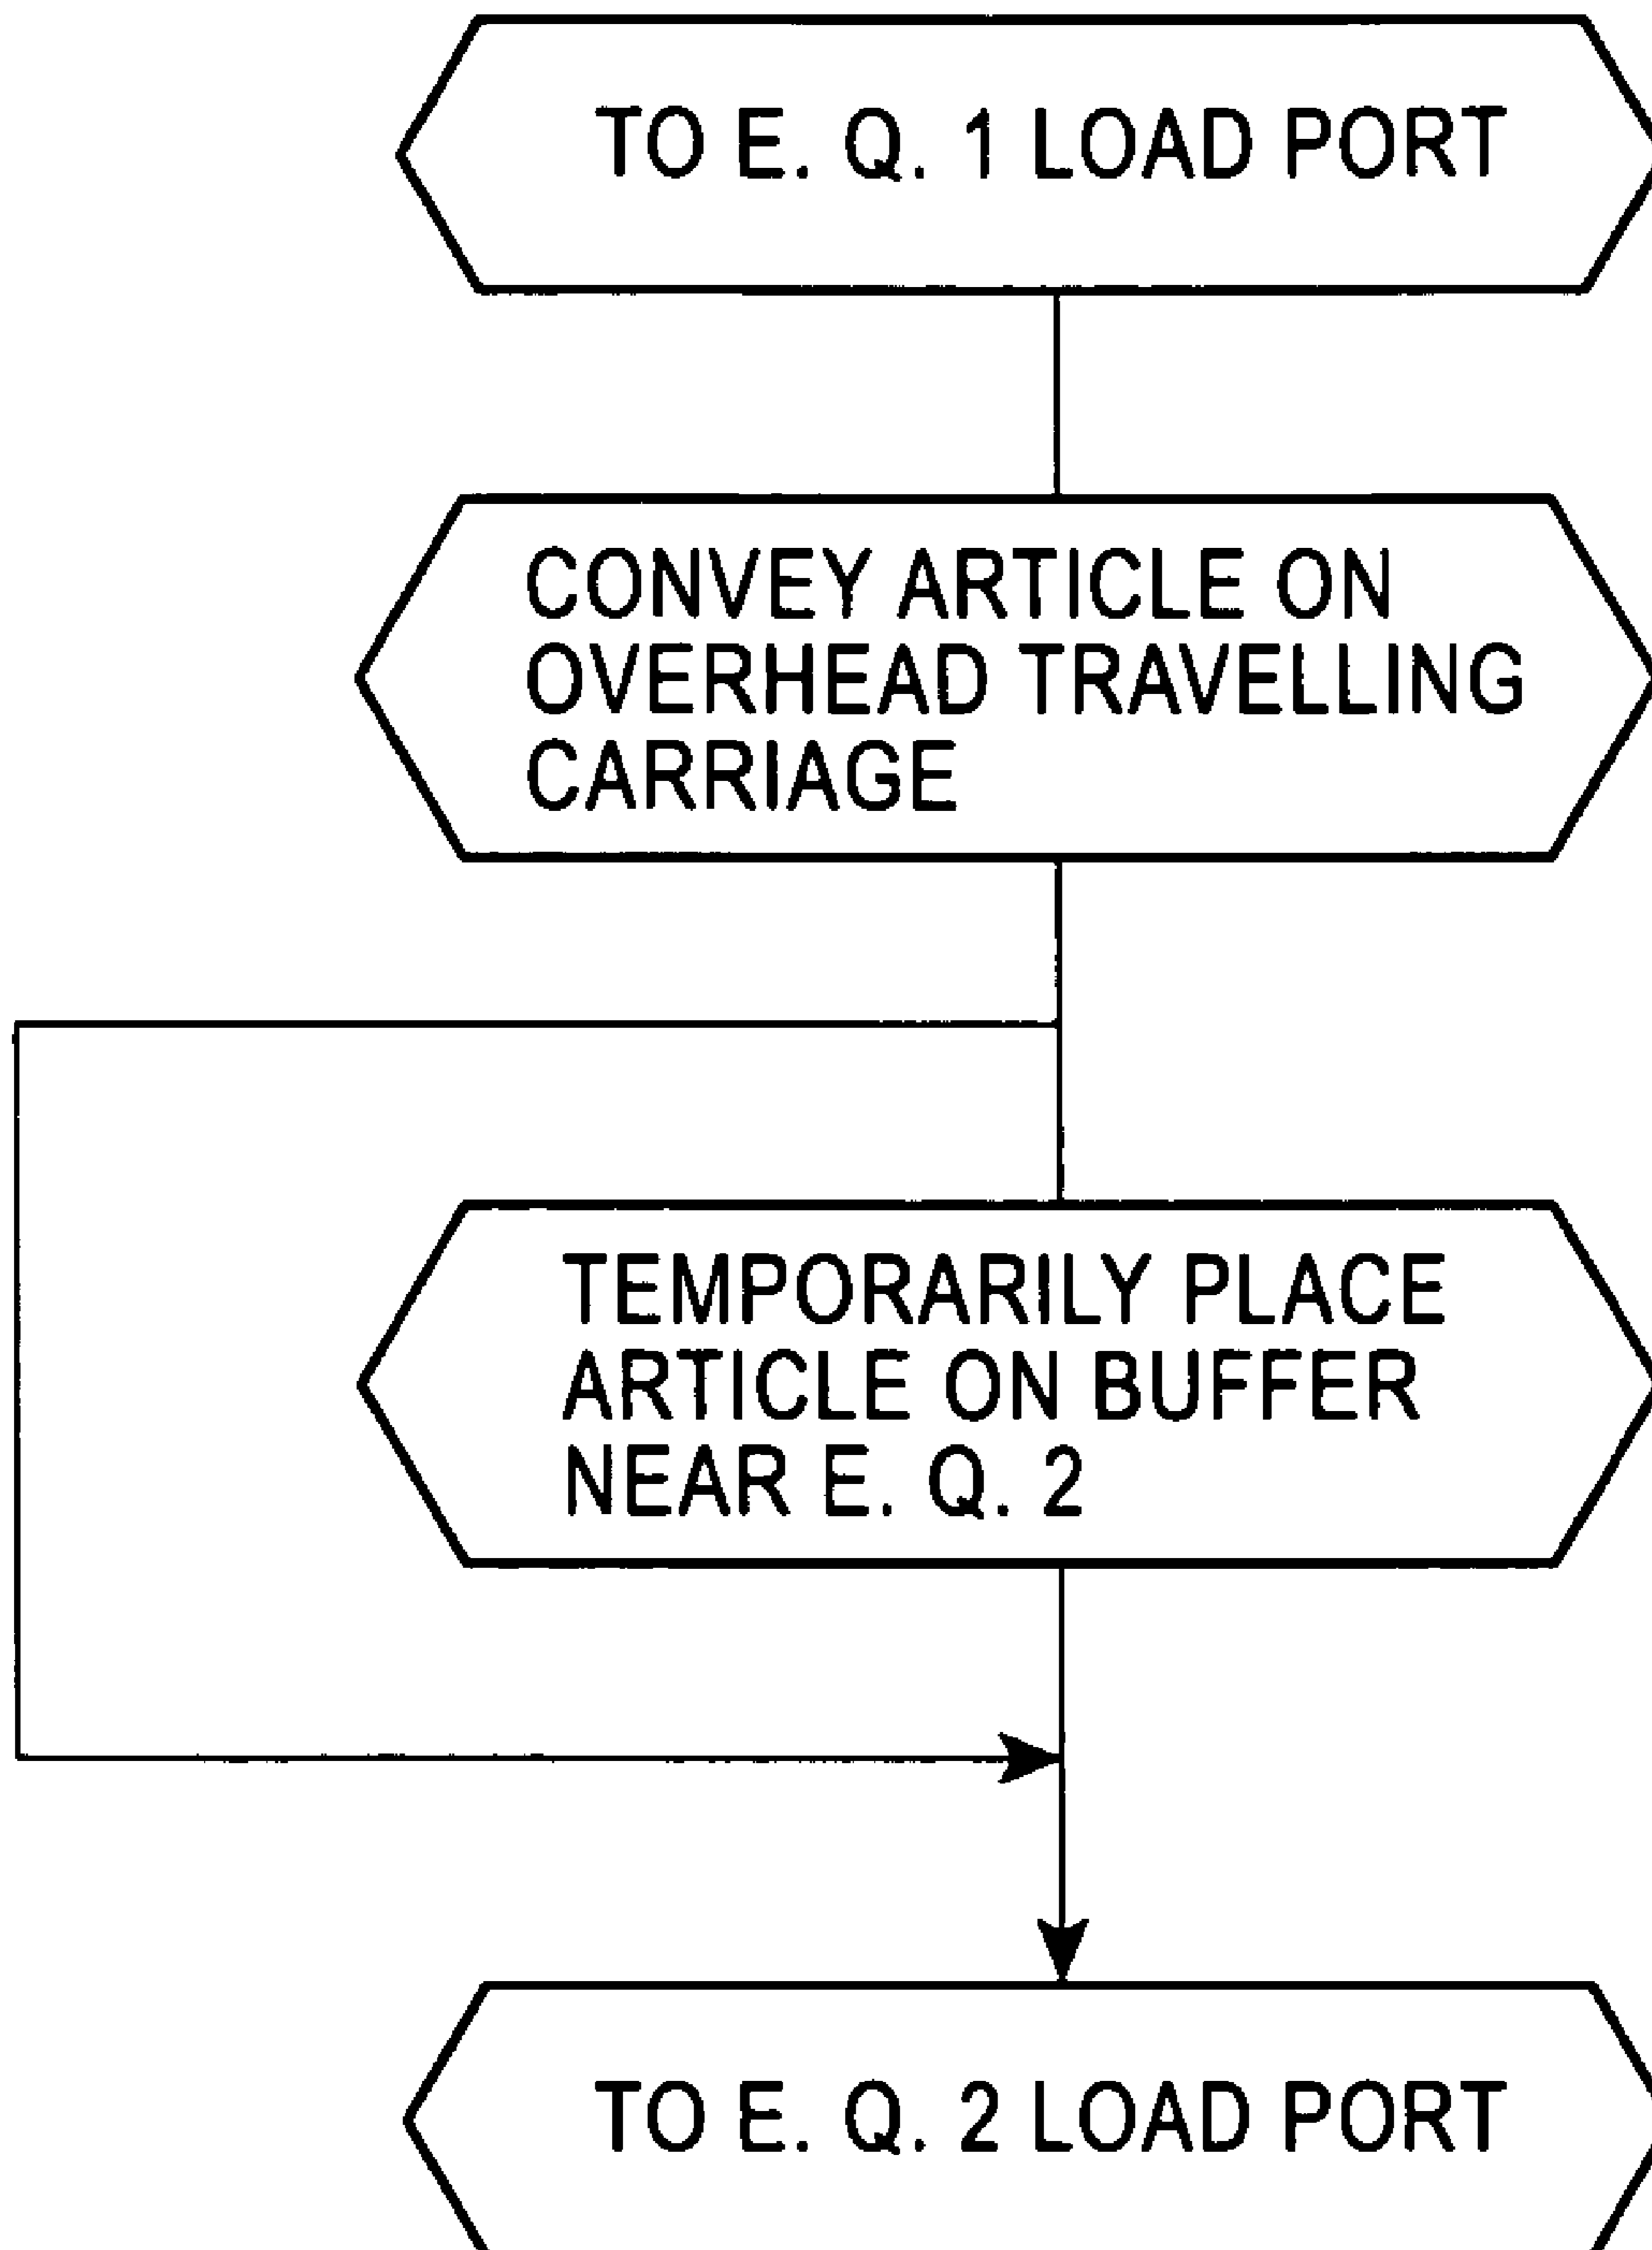 TO E. Q. 1 LOAD PORT
CONVEY ARTICLE ON
OVERHEAD TRAVELLING
CARRIAGE
TEMPORARILY PLACE
ARTICLE ON BUFFER
NEAR E. Q. 2
TO E. Q. 2 LOAD PORT